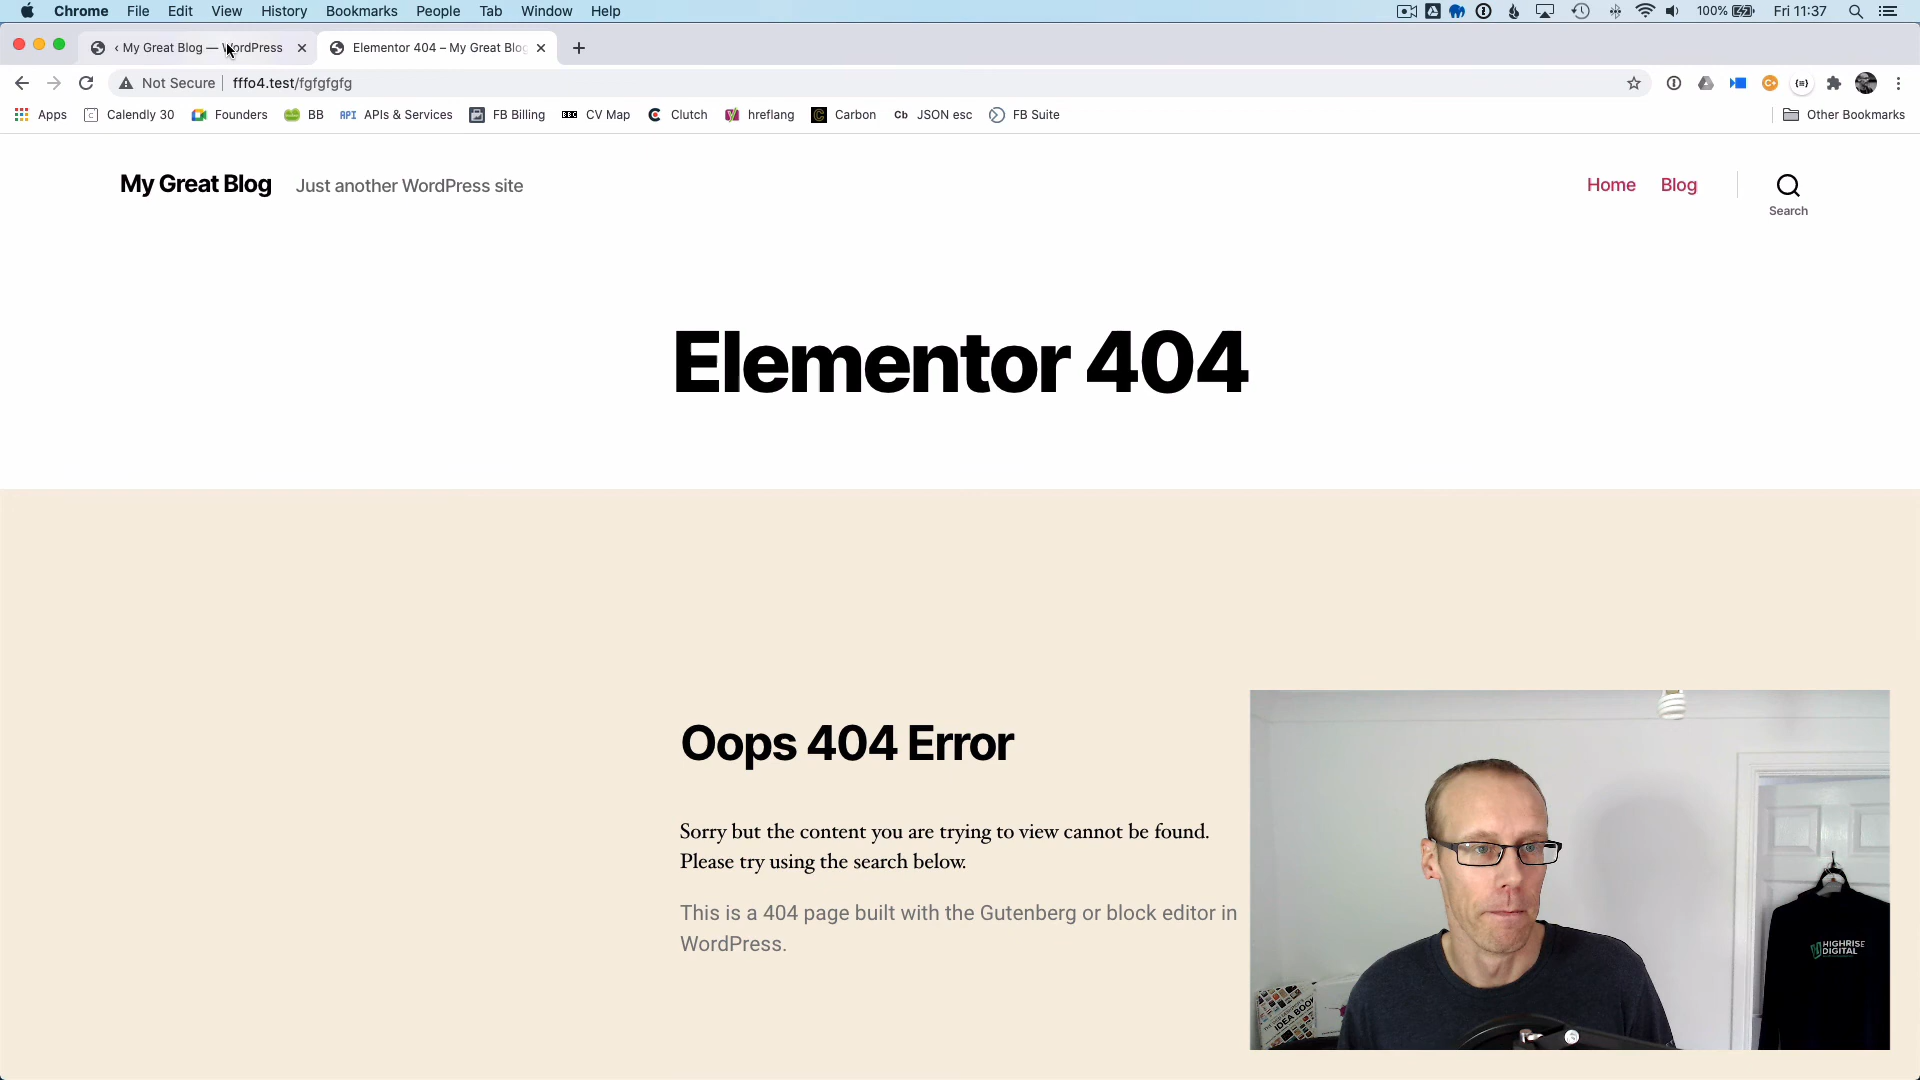 Chrome File Edit View History Bookmarks People Tab Window Help
100% Fri 11:37
‹ My Great Blog — WordPress
Elementor 404 – My Great Blog
Not Secure fffo4.test/fgfgfgfg
Apps Calendly 30 Founders BB API APIs & Services FB Billing BBC CV Map Clutch hreflang Carbon Cb JSON esc FB Suite Other Bookmarks
My Great Blog Just another WordPress site Home Blog
Search
Elementor 404
Oops 404 Error
Sorry but the content you are trying to view cannot be found.
Please try using the search below.
This is a 404 page built with the Gutenberg or block editor in
WordPress.
HIGHRISE
DIGITAL
IDEA BOOK